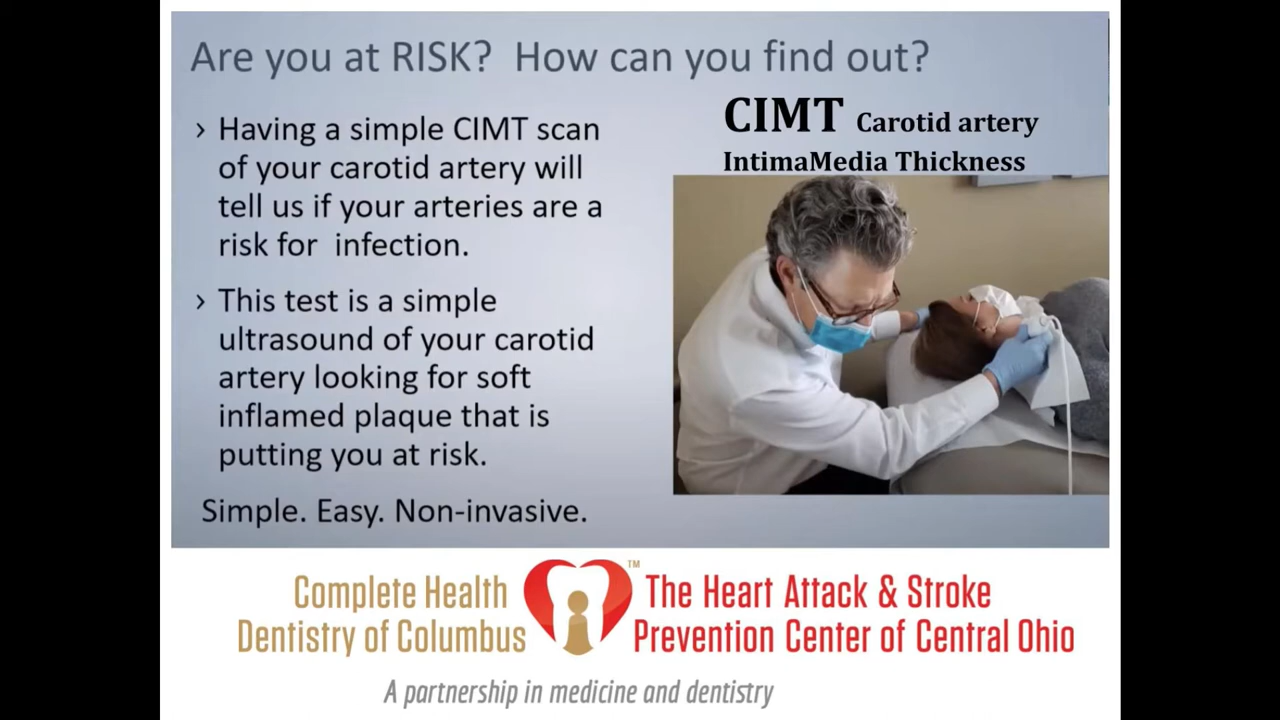 Are you at RISK? How can you find out?
› Having a simple CIMT scan
of your carotid artery will
tell us if your arteries are a
risk for infection.
› This test is a simple
ultrasound of your carotid
artery looking for soft
inflamed plaque that is
putting you at risk.
Simple. Easy. Non-invasive.
CIMT Carotid artery
IntimaMedia Thickness
Complete Health
Dentistry of Columbus
TM
The Heart Attack & Stroke
Prevention Center of Central Ohio
A partnership in medicine and dentistry